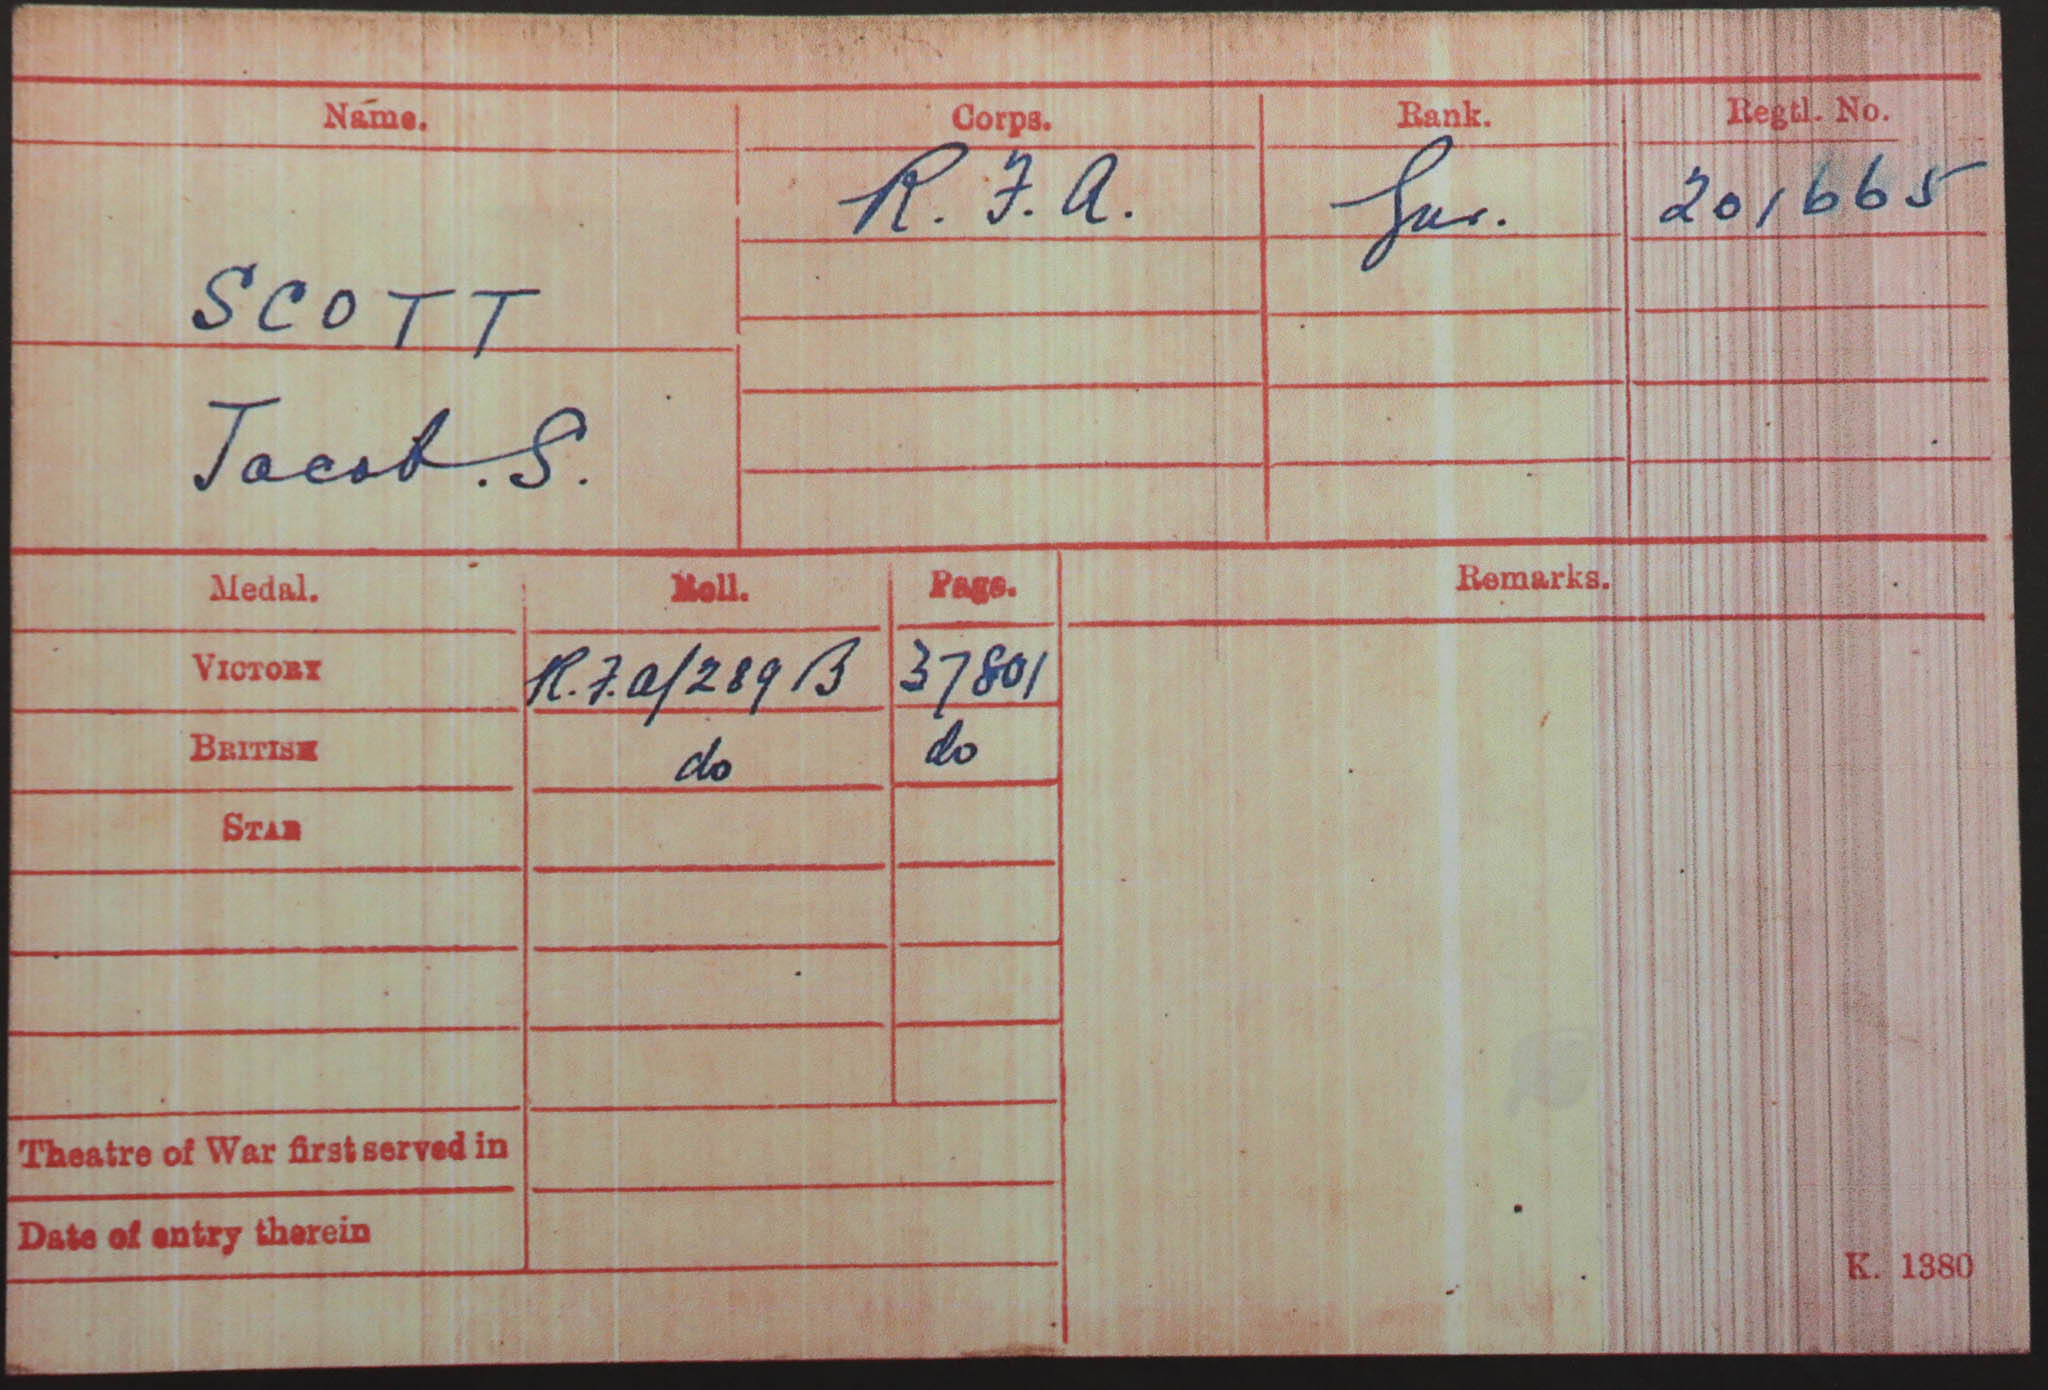 Name. Corps. Rank. Regtl. No.
R. F. A. Gnr. 201665
SCOTT
Jacob. S.
Medal. Roll. Page. Remarks.
VICTORY R.F.A/289 B 37801
BRITISH do do
STAR
Theatre of War first served in
Date of entry therein
K. 1380